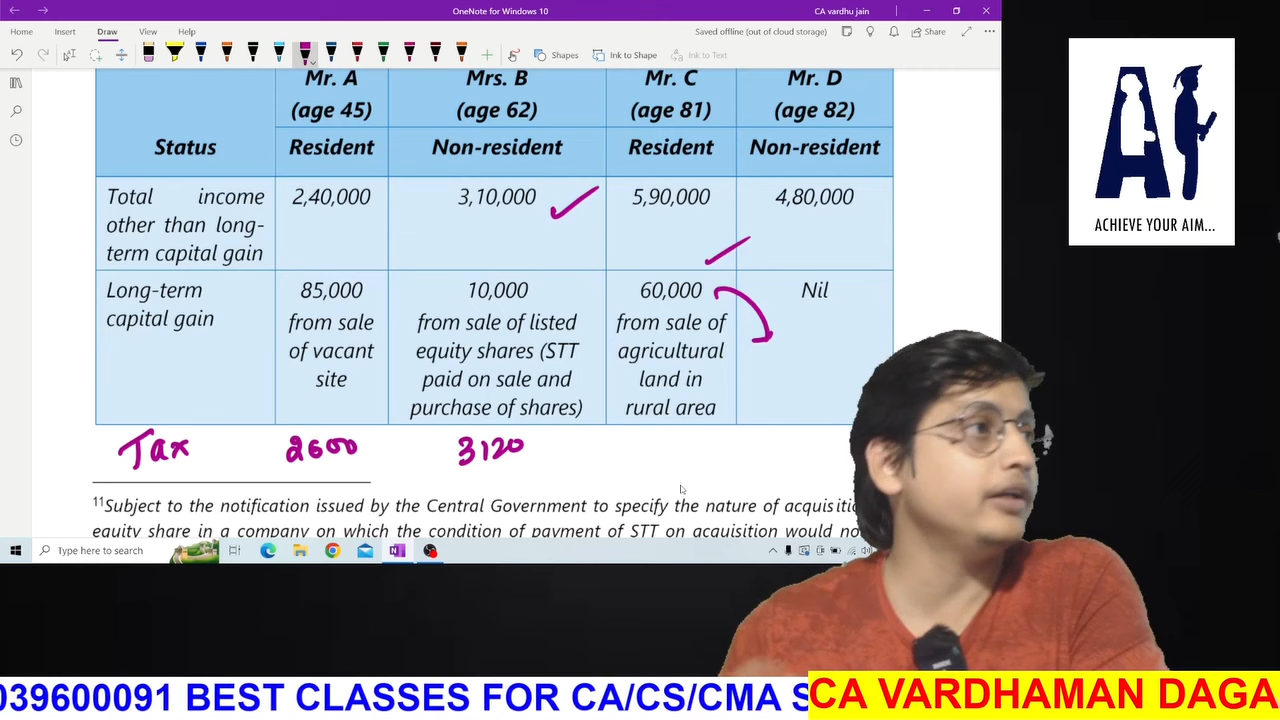 OneNote for Windows 10
CA vardhu jain
Home Insert Draw View Help
Saved offline (out of cloud storage)
Share
Shapes
Ink to Shape
Ink to Text
Mr. A
(age 45)
Mrs. B
(age 62)
Mr. C
(age 81)
Mr. D
(age 82)
Status
Resident
Non-resident
Resident
Non-resident
Total income
other than long-
term capital gain
2,40,000
3,10,000
5,90,000
4,80,000
Long-term
capital gain
85,000
from sale
of vacant
site
10,000
from sale of listed
equity shares (STT
paid on sale and
purchase of shares)
60,000
from sale of
agricultural
land in
rural area
Nil
Tax 2600 3120
11Subject to the notification issued by the Central Government to specify the nature of acquisi
equity share in a company on which the condition of payment of STT on acquisition would no
Type here to search
ACHIEVE YOUR AIM...
039600091 BEST CLASSES FOR CA/CS/CMA S
CA VARDHAMAN DAGA